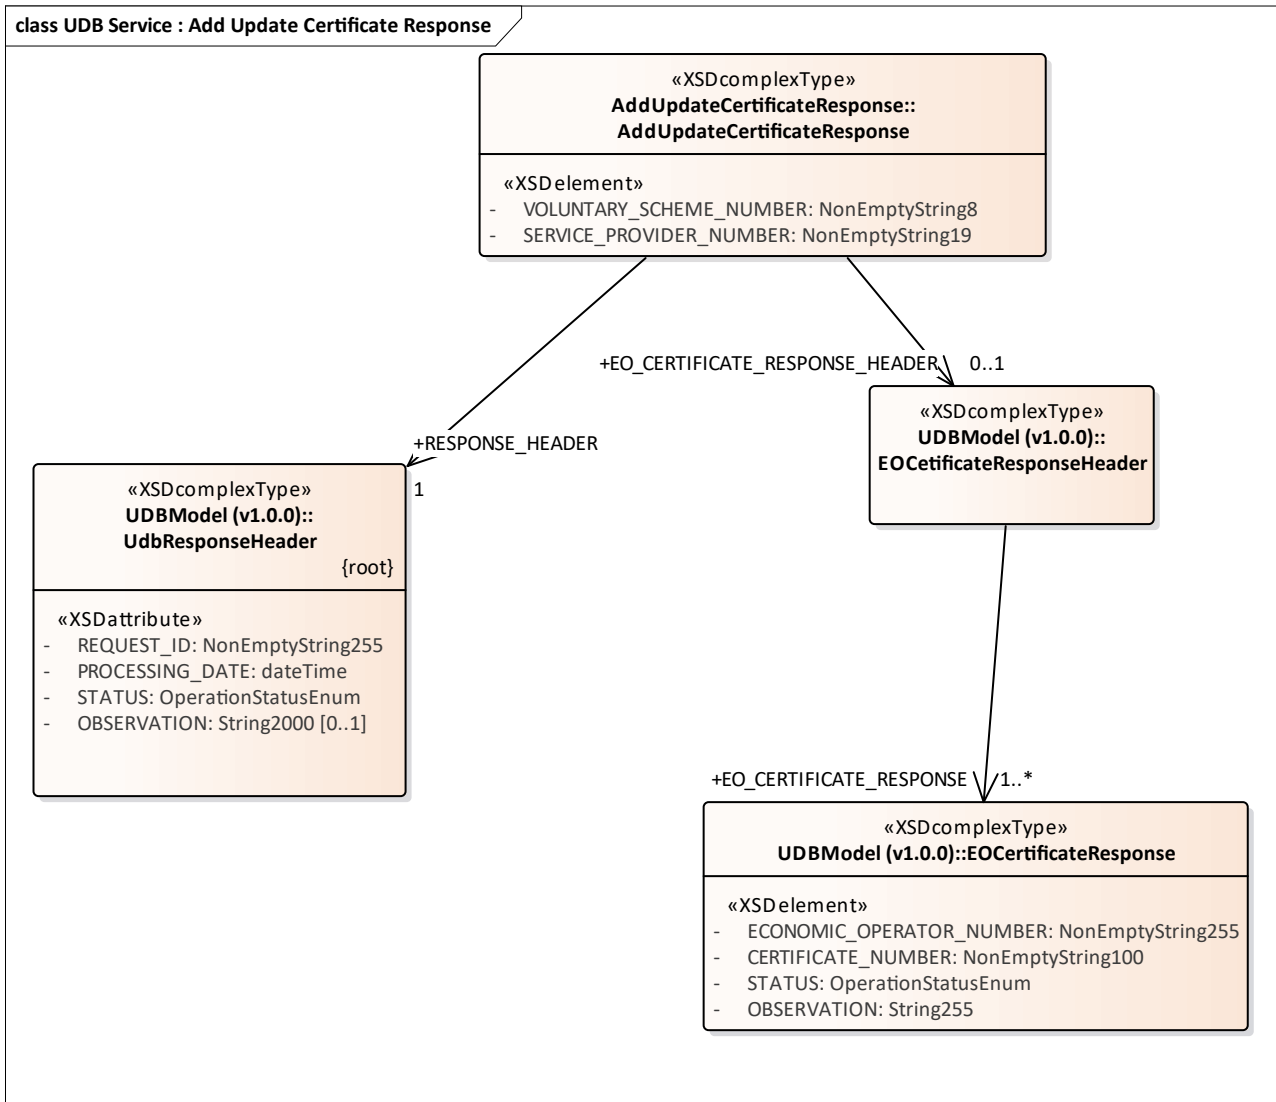 class UDB Service : Add Update Certificate Response
«XSDcomplexType»
AddUpdateCertificateResponse::
AddUpdateCertificateResponse
«XSDelement»
- VOLUNTARY_SCHEME_NUMBER: NonEmptyString8
- SERVICE_PROVIDER_NUMBER: NonEmptyString19
+EO_CERTIFICATE_RESPONSE_HEADER 0..1
«XSDcomplexType»
UDBModel (v1.0.0)::
EOCetificateResponseHeader
+RESPONSE_HEADER
1
«XSDcomplexType»
UDBModel (v1.0.0)::
UdbResponseHeader
{root}
«XSDattribute»
- REQUEST_ID: NonEmptyString255
- PROCESSING_DATE: dateTime
- STATUS: OperationStatusEnum
- OBSERVATION: String2000 [0..1]
+EO_CERTIFICATE_RESPONSE 1..*
«XSDcomplexType»
UDBModel (v1.0.0)::EOCertificateResponse
«XSDelement»
- ECONOMIC_OPERATOR_NUMBER: NonEmptyString255
- CERTIFICATE_NUMBER: NonEmptyString100
- STATUS: OperationStatusEnum
- OBSERVATION: String255